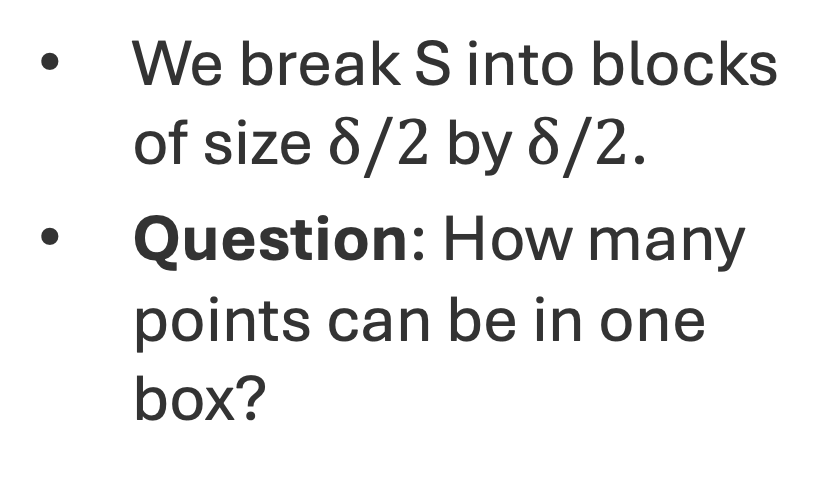 • We break S into blocks
of size δ/2 by δ/2.
• Question: How many
points can be in one
box?